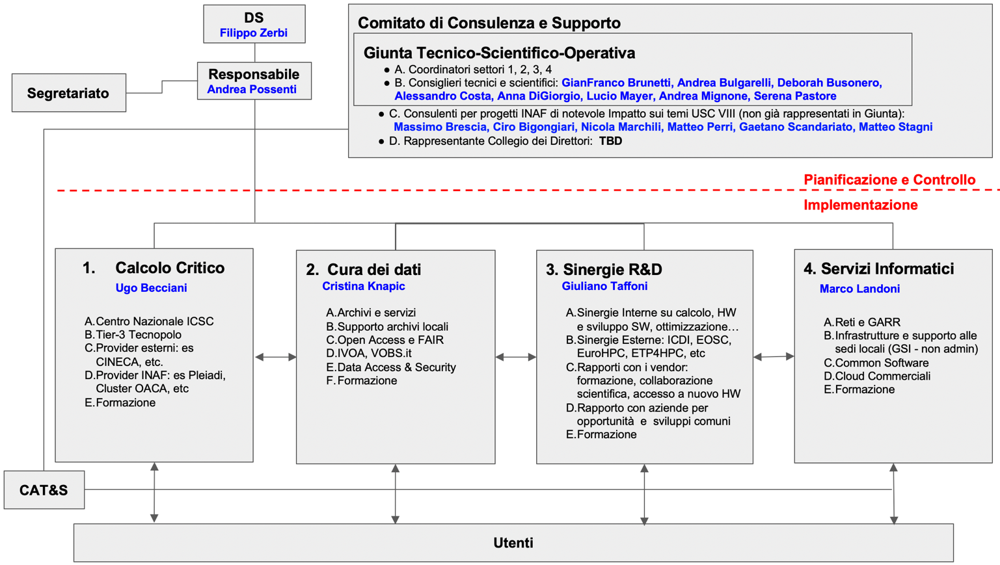 DS
Filippo Zerbi
Responsabile
Andrea Possenti
Segretariato
Comitato di Consulenza e Supporto
Giunta Tecnico-Scientifico-Operativa
● A. Coordinatori settori 1, 2, 3, 4
● B. Consiglieri tecnici e scientifici: GianFranco Brunetti, Andrea Bulgarelli, Deborah Busonero,
Alessandro Costa, Anna DiGiorgio, Lucio Mayer, Andrea Mignone, Serena Pastore
● C. Consulenti per progetti INAF di notevole Impatto sui temi USC VIII (non già rappresentati in Giunta):
Massimo Brescia, Ciro Bigongiari, Nicola Marchili, Matteo Perri, Gaetano Scandariato, Matteo Stagni
● D. Rappresentante Collegio dei Direttori: TBD
Pianificazione e Controllo
Implementazione
1. Calcolo Critico
Ugo Becciani
A.Centro Nazionale ICSC
B.Tier-3 Tecnopolo
C.Provider esterni: es
CINECA, etc.
D.Provider INAF: es Pleiadi,
Cluster OACA, etc
E.Formazione
2. Cura dei dati
Cristina Knapic
A.Archivi e servizi
B.Supporto archivi locali
C.Open Access e FAIR
D.IVOA, VOBS.it
E.Data Access & Security
F.Formazione
3. Sinergie R&D
Giuliano Taffoni
A.Sinergie Interne su calcolo, HW
e sviluppo SW, ottimizzazione…
B.Sinergie Esterne: ICDI, EOSC,
EuroHPC, ETP4HPC, etc
C.Rapporti con i vendor:
formazione, collaborazione
scientifica, accesso a nuovo HW
D.Rapporto con aziende per
opportunità e sviluppi comuni
E.Formazione
4. Servizi Informatici
Marco Landoni
A.Reti e GARR
B.Infrastrutture e supporto alle
sedi locali (GSI - non admin)
C.Common Software
D.Cloud Commerciali
E.Formazione
CAT&S
Utenti